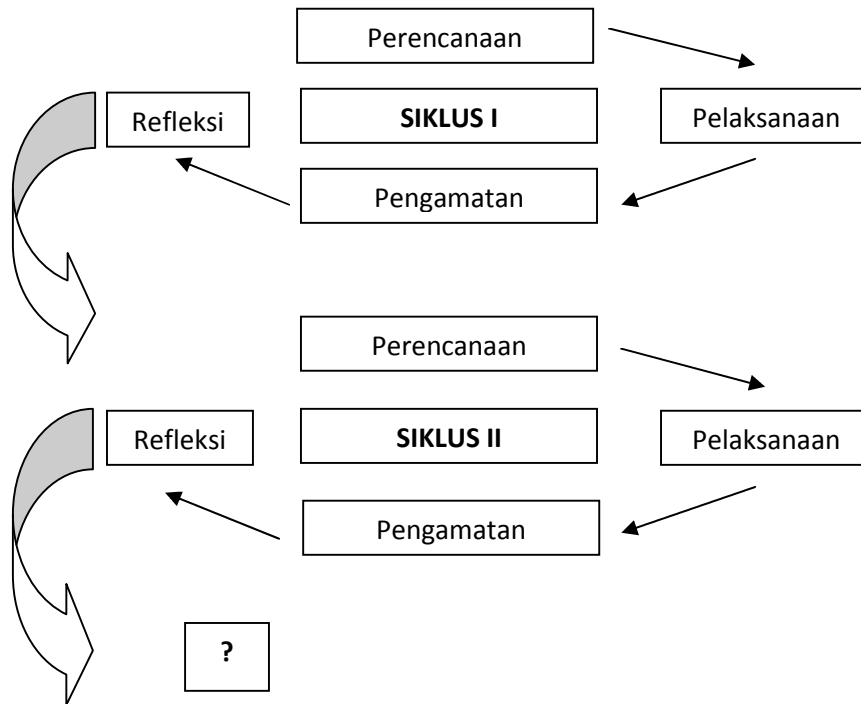 Perencanaan
Refleksi
SIKLUS I
Pelaksanaan
Pengamatan
Perencanaan
Refleksi
SIKLUS II
Pelaksanaan
Pengamatan
?